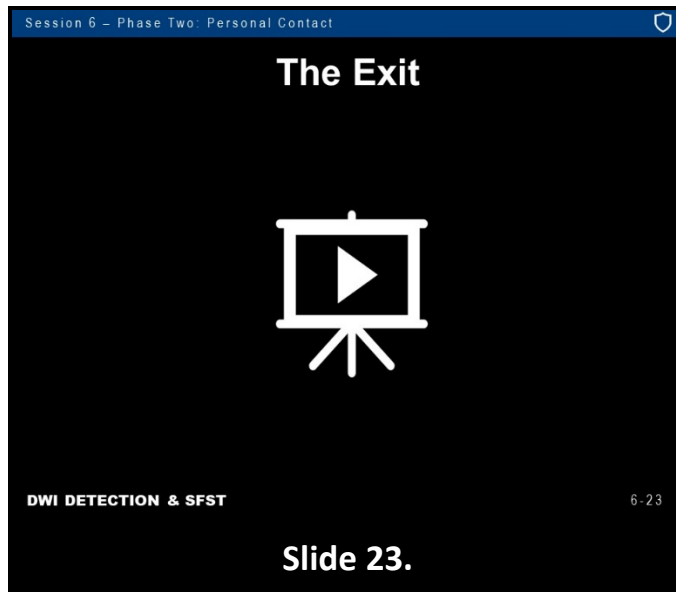 Session 6 – Phase Two: Personal Contact
The Exit
DWI DETECTION & SFST
6-23
Slide 23.